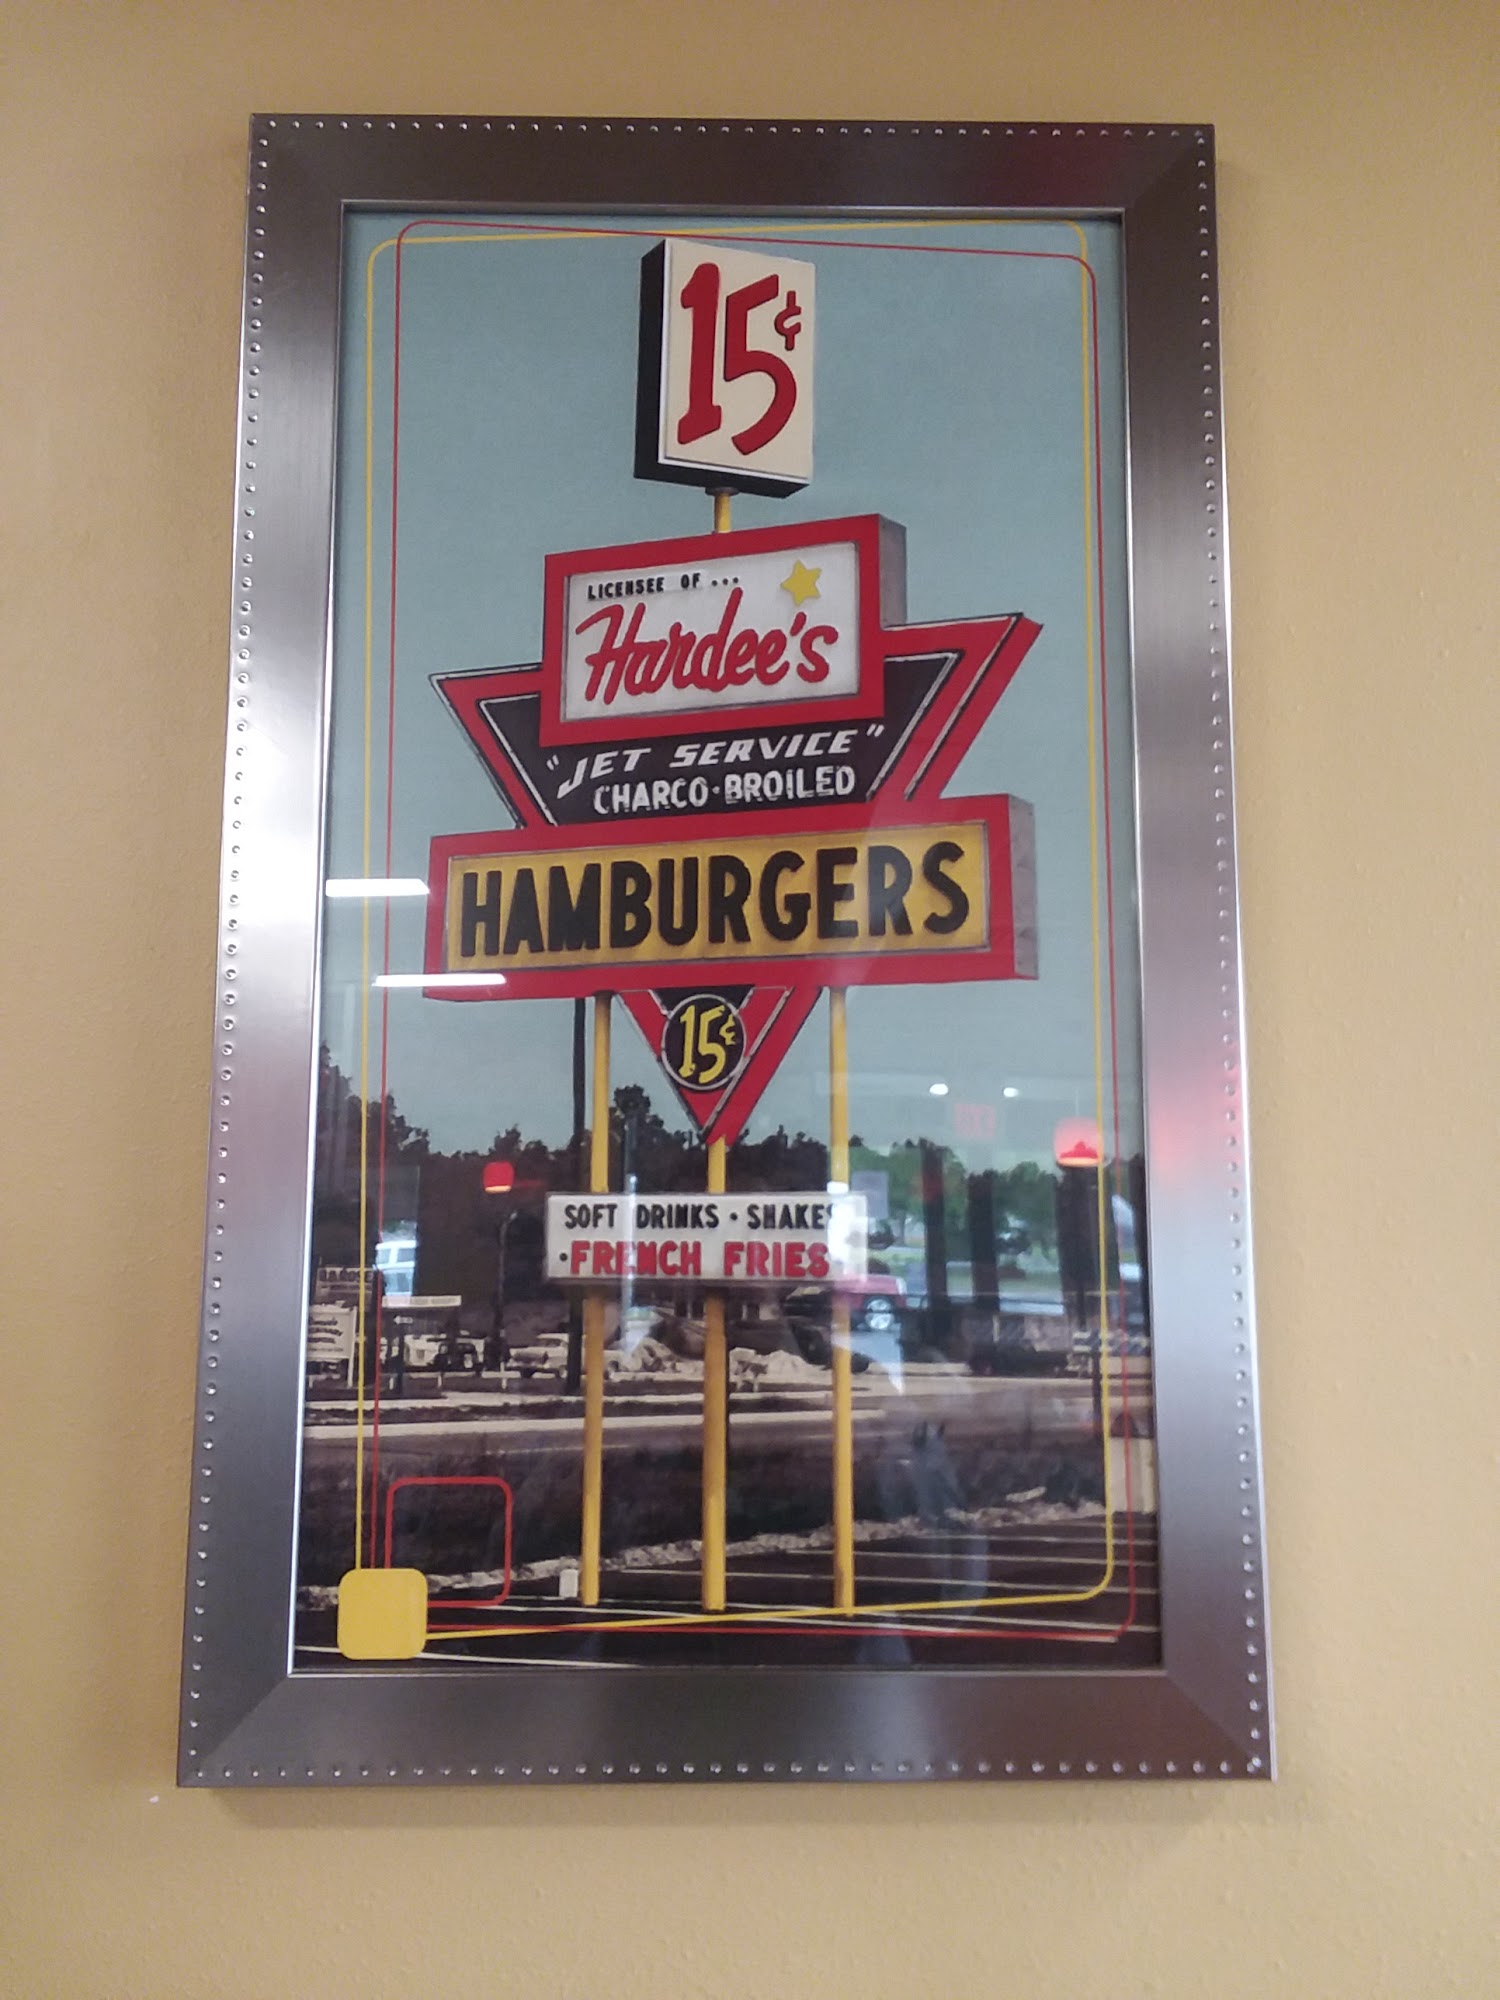 15¢
LICENSEE OF ...
Hardee's
"JET SERVICE"
CHARCO·BROILED
HAMBURGERS
15¢
SOFT DRINKS · SHAKES
·FRENCH FRIES